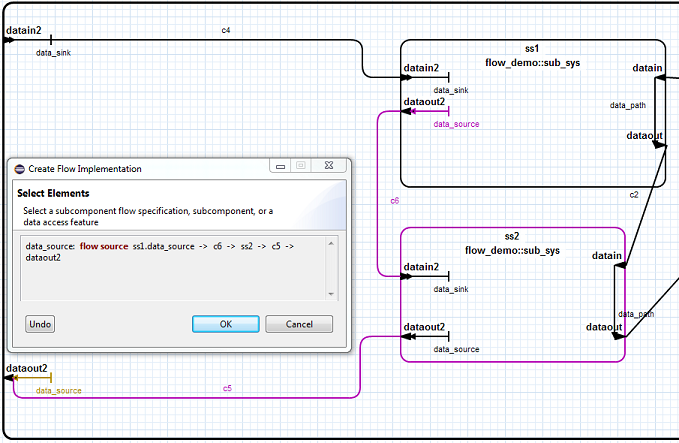 datain2
data_sink
c4
ss1
flow_demo::sub_sys
datain2
data_sink
dataout2
data_source
datain
data_path
dataout
c2
c6
Create Flow Implementation
Select Elements
Select a subcomponent flow specification, subcomponent, or a
data access feature
data_source: flow source ss1.data_source -> c6 -> ss2 -> c5 ->
dataout2
Undo
OK
Cancel
ss2
flow_demo::sub_sys
datain
datain2
data_sink
data_path
dataout
dataout2
data_source
dataout2
data_source
c5